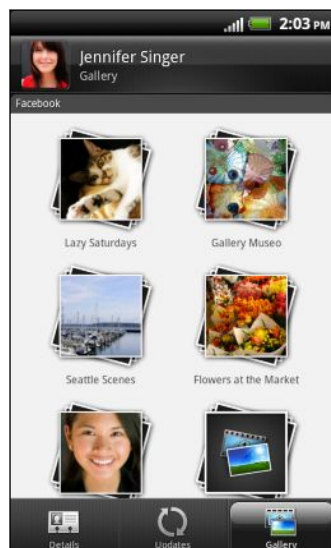 2:03 PM
Jennifer Singer
Gallery
Facebook
Lazy Saturdays
Gallery Museo
Seattle Scenes
Flowers at the Market
Details
Updates
Gallery